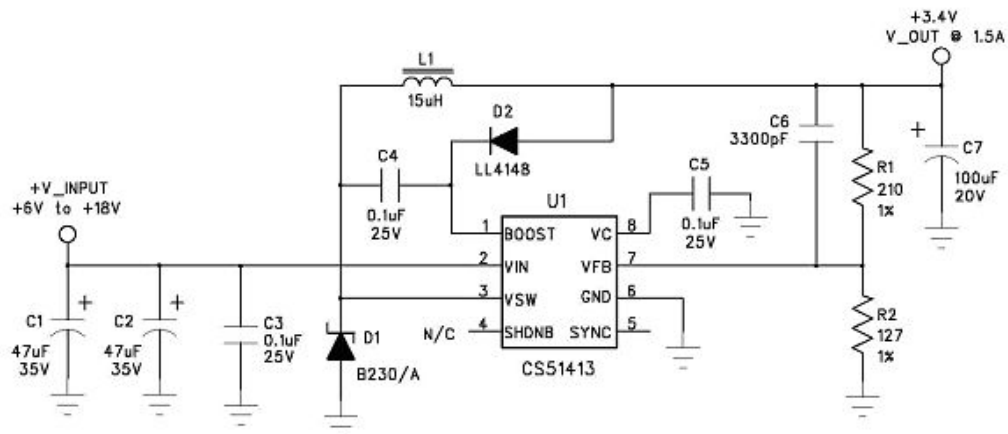 +3.4V
V_OUT @ 1.5A
L1
15uH
D2
LL4148
C6
3300pF
+
C7
100uF
20V
R1
210
1%
C4
0.1uF
25V
C5
0.1uF
25V
+V_INPUT
+6V to +18V
U1
1
BOOST
VC
8
2
VIN
VFB
7
3
VSW
GND
6
N/C
4
SHDNB
SYNC
5
CS51413
C1
+
47uF
35V
C2
+
47uF
35V
C3
0.1uF
25V
D1
B230/A
R2
127
1%